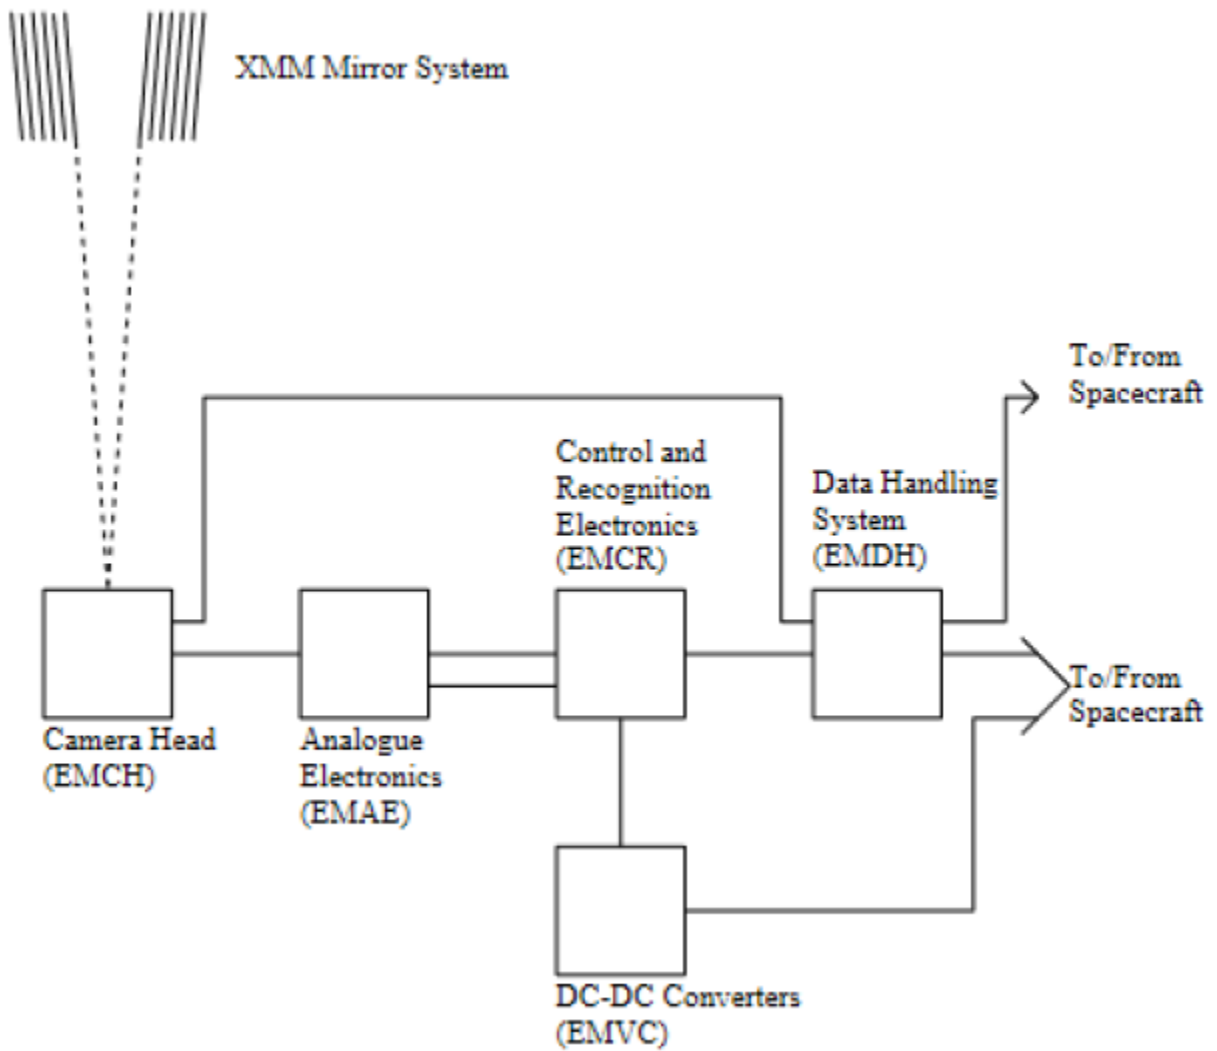 XMM Mirror System
To/From
Spacecraft
Control and
Recognition
Electronics
(EMCR)
Data Handling
System
(EMDH)
To/From
Spacecraft
Camera Head
(EMCH)
Analogue
Electronics
(EMAE)
DC-DC Converters
(EMVC)